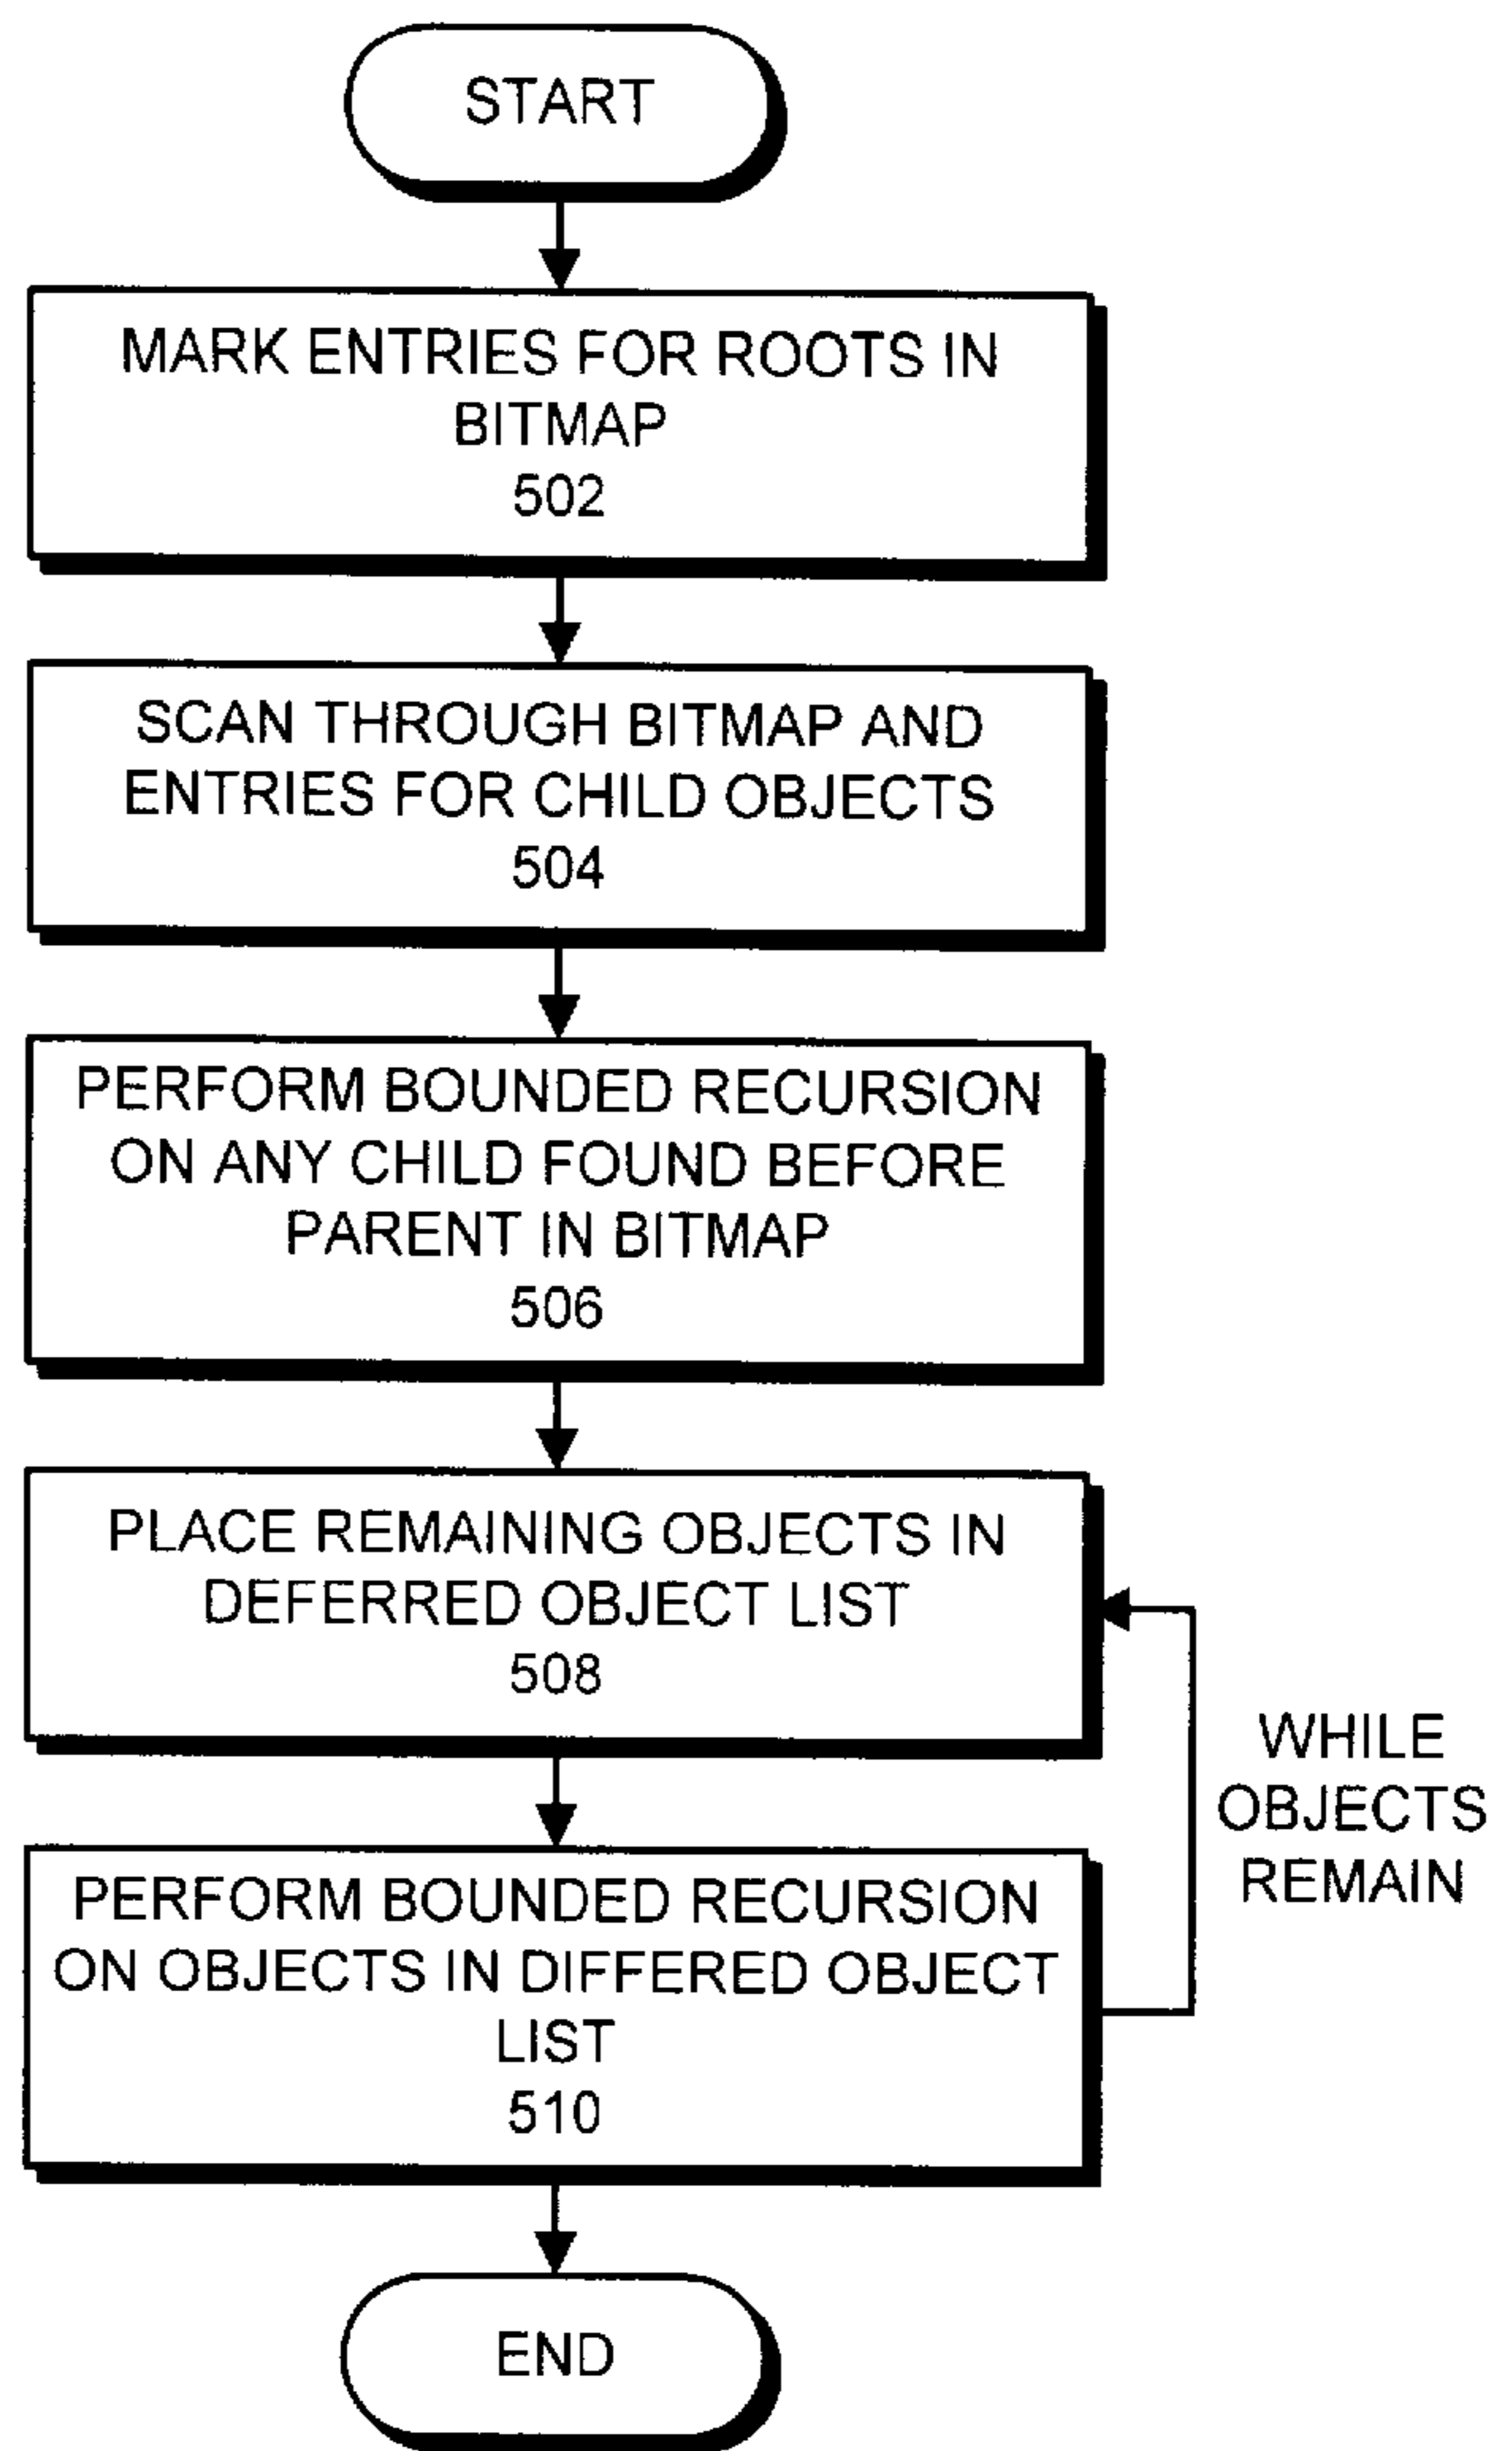 START
MARK ENTRIES FOR ROOTS IN
BITMAP
502
SCAN THROUGH BITMAP AND
ENTRIES FOR CHILD OBJECTS
504
PERFORM BOUNDED RECURSION
ON ANY CHILD FOUND BEFORE
PARENT IN BITMAP
506
PLACE REMAINING OBJECTS IN
DEFERRED OBJECT LIST
508
WHILE
OBJECTS
REMAIN
PERFORM BOUNDED RECURSION
ON OBJECTS IN DIFFERED OBJECT
LIST
510
END